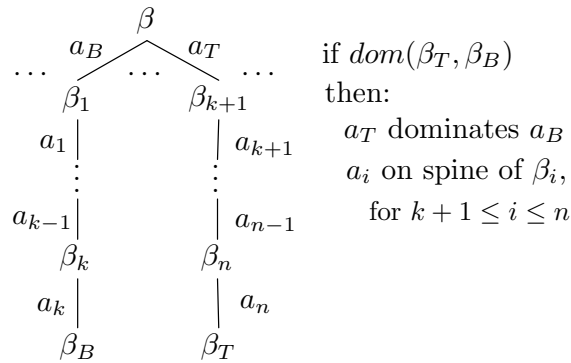 β
a_B a_T
... ... ...
β_1 β_{k+1}
a_1 a_{k+1}
⋮ ⋮
a_{k−1} a_{n−1}
β_k β_n
a_k a_n
β_B β_T
if dom(β_T, β_B)
then:
a_T dominates a_B
a_i on spine of β_i,
for k + 1 ≤ i ≤ n